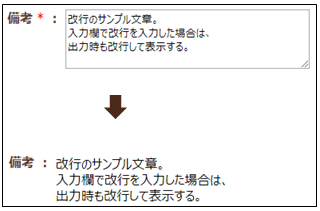 備考 * : 改行のサンプル文章。
入力欄で改行を入力した場合は、
出力時も改行して表示する。
備考 : 改行のサンプル文章。
入力欄で改行を入力した場合は、
出力時も改行して表示する。